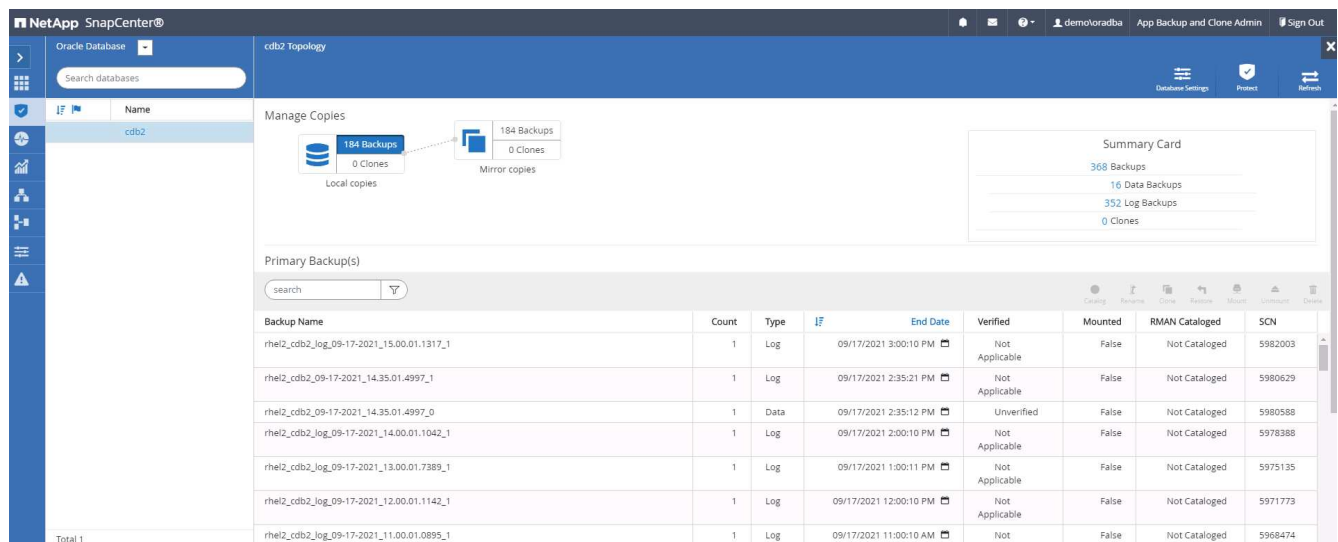 NetApp SnapCenter®
demo\oradba App Backup and Clone Admin Sign Out
Oracle Database
cdb2 Topology
Search databases
Database Settings Protect Refresh
Name
cdb2
Manage Copies
184 Backups
0 Clones
Local copies
184 Backups
0 Clones
Mirror copies
Summary Card
368 Backups
16 Data Backups
352 Log Backups
0 Clones
Primary Backup(s)
search
Catalog Rename Clone Restore Mount Unmount Delete
Backup Name Count Type End Date Verified Mounted RMAN Cataloged SCN
rhel2_cdb2_log_09-17-2021_15.00.01.1317_1 1 Log 09/17/2021 3:00:10 PM Not Applicable False Not Cataloged 5982003
rhel2_cdb2_09-17-2021_14.35.01.4997_1 1 Log 09/17/2021 2:35:21 PM Not Applicable False Not Cataloged 5980629
rhel2_cdb2_09-17-2021_14.35.01.4997_0 1 Data 09/17/2021 2:35:12 PM Unverified False Not Cataloged 5980588
rhel2_cdb2_log_09-17-2021_14.00.01.1042_1 1 Log 09/17/2021 2:00:10 PM Not Applicable False Not Cataloged 5978388
rhel2_cdb2_log_09-17-2021_13.00.01.7389_1 1 Log 09/17/2021 1:00:11 PM Not Applicable False Not Cataloged 5975135
rhel2_cdb2_log_09-17-2021_12.00.01.1142_1 1 Log 09/17/2021 12:00:10 PM Not Applicable False Not Cataloged 5971773
rhel2_cdb2_log_09-17-2021_11.00.01.0895_1 1 Log 09/17/2021 11:00:10 AM Not False Not Cataloged 5968474
Total 1